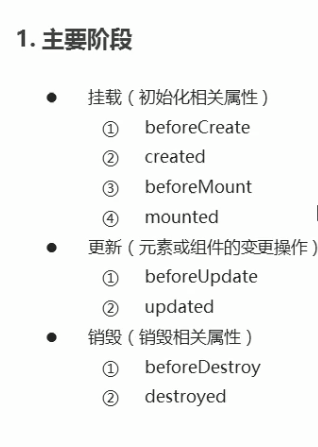 1. 主要阶段
● 挂载（初始化相关属性）
① beforeCreate
② created
③ beforeMount
④ mounted
● 更新（元素或组件的变更操作）
① beforeUpdate
② updated
● 销毁（销毁相关属性）
① beforeDestroy
② destroyed